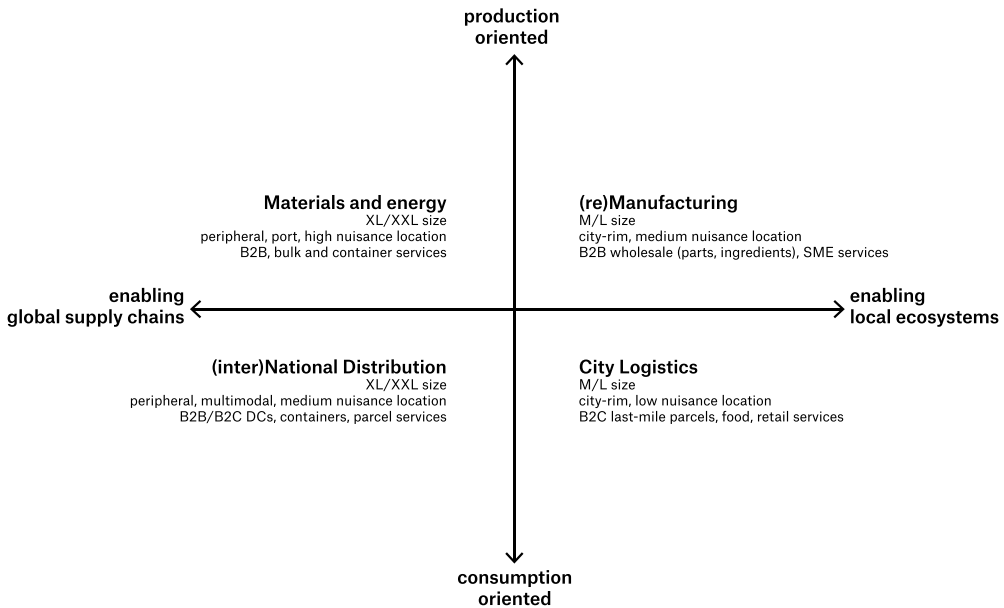 production
oriented
Materials and energy
XL/XXL size
peripheral, port, high nuisance location
B2B, bulk and container services
(re)Manufacturing
M/L size
city-rim, medium nuisance location
B2B wholesale (parts, ingredients), SME services
enabling
global supply chains
enabling
local ecosystems
(inter)National Distribution
XL/XXL size
peripheral, multimodal, medium nuisance location
B2B/B2C DCs, containers, parcel services
City Logistics
M/L size
city-rim, low nuisance location
B2C last-mile parcels, food, retail services
consumption
oriented